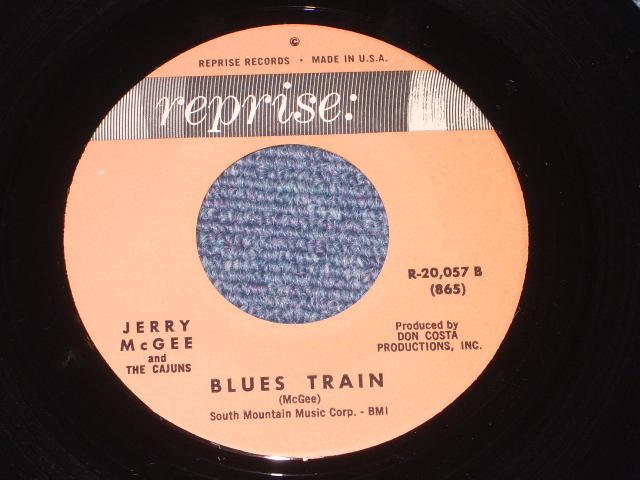 ©
REPRISE RECORDS • MADE IN U.S.A.
reprise:
R-20,057 B
(865)
JERRY
McGEE
and
THE CAJUNS
Produced by
DON COSTA
PRODUCTIONS, INC.
BLUES TRAIN
(McGee)
South Mountain Music Corp. - BMI